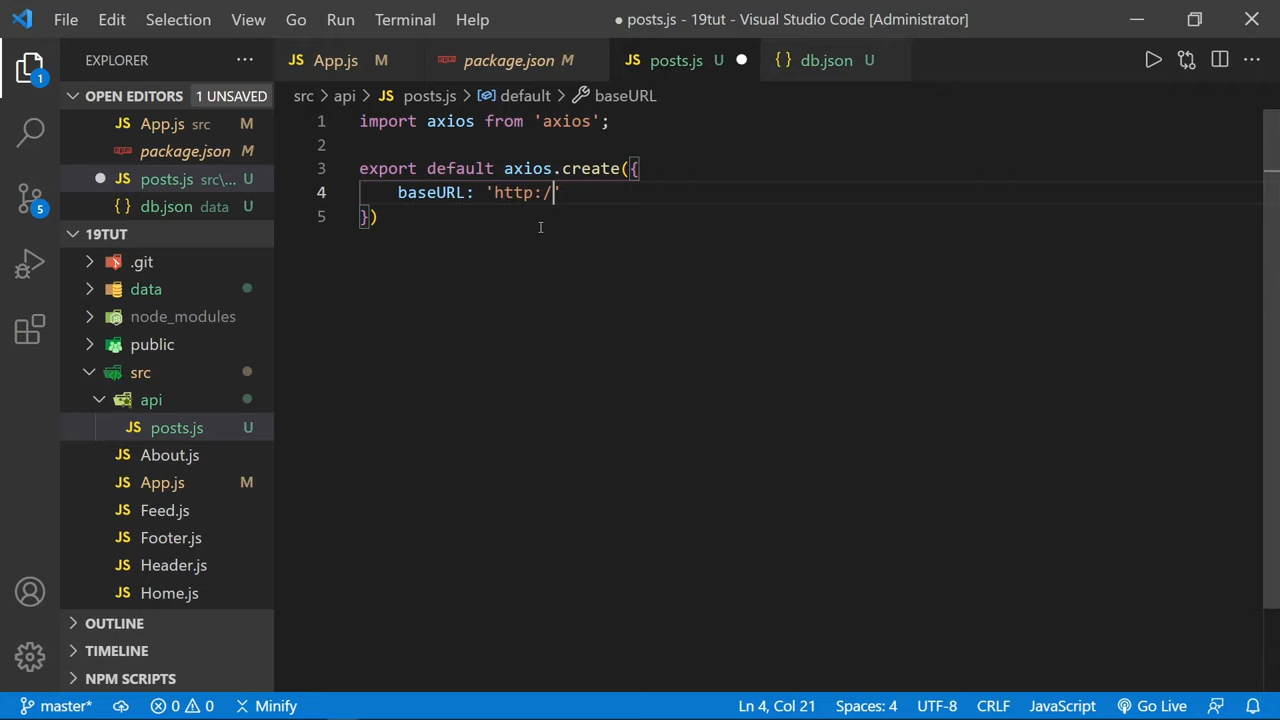 File Edit Selection View Go Run Terminal Help ● posts.js - 19tut - Visual Studio Code [Administrator]
EXPLORER ···
JS App.js M package.json M JS posts.js U ● {} db.json U ···
OPEN EDITORS 1 UNSAVED
src > api > JS posts.js > default > baseURL
JS App.js src M
package.json M
● JS posts.js src\... U
{} db.json data U
1 import axios from 'axios';
2
3 export default axios.create({
4 baseURL: 'http:/'
5 })
19TUT
.git
data
node_modules
public
src
api
JS posts.js U
JS About.js
JS App.js M
JS Feed.js
JS Footer.js
JS Header.js
JS Home.js
OUTLINE
TIMELINE
NPM SCRIPTS
1
5
master* 0 0 Minify Ln 4, Col 21 Spaces: 4 UTF-8 CRLF JavaScript Go Live